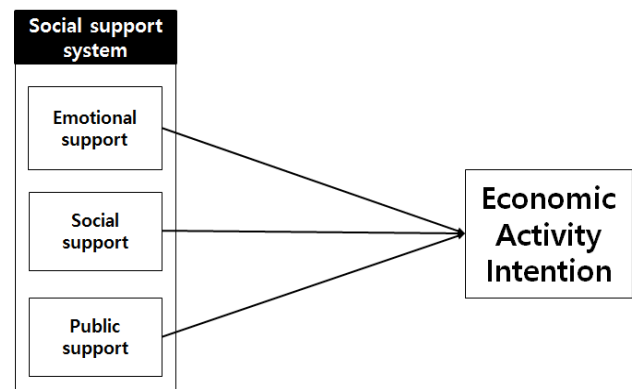 Social support
system
Emotional
support
Social
support
Public
support
Economic
Activity
Intention